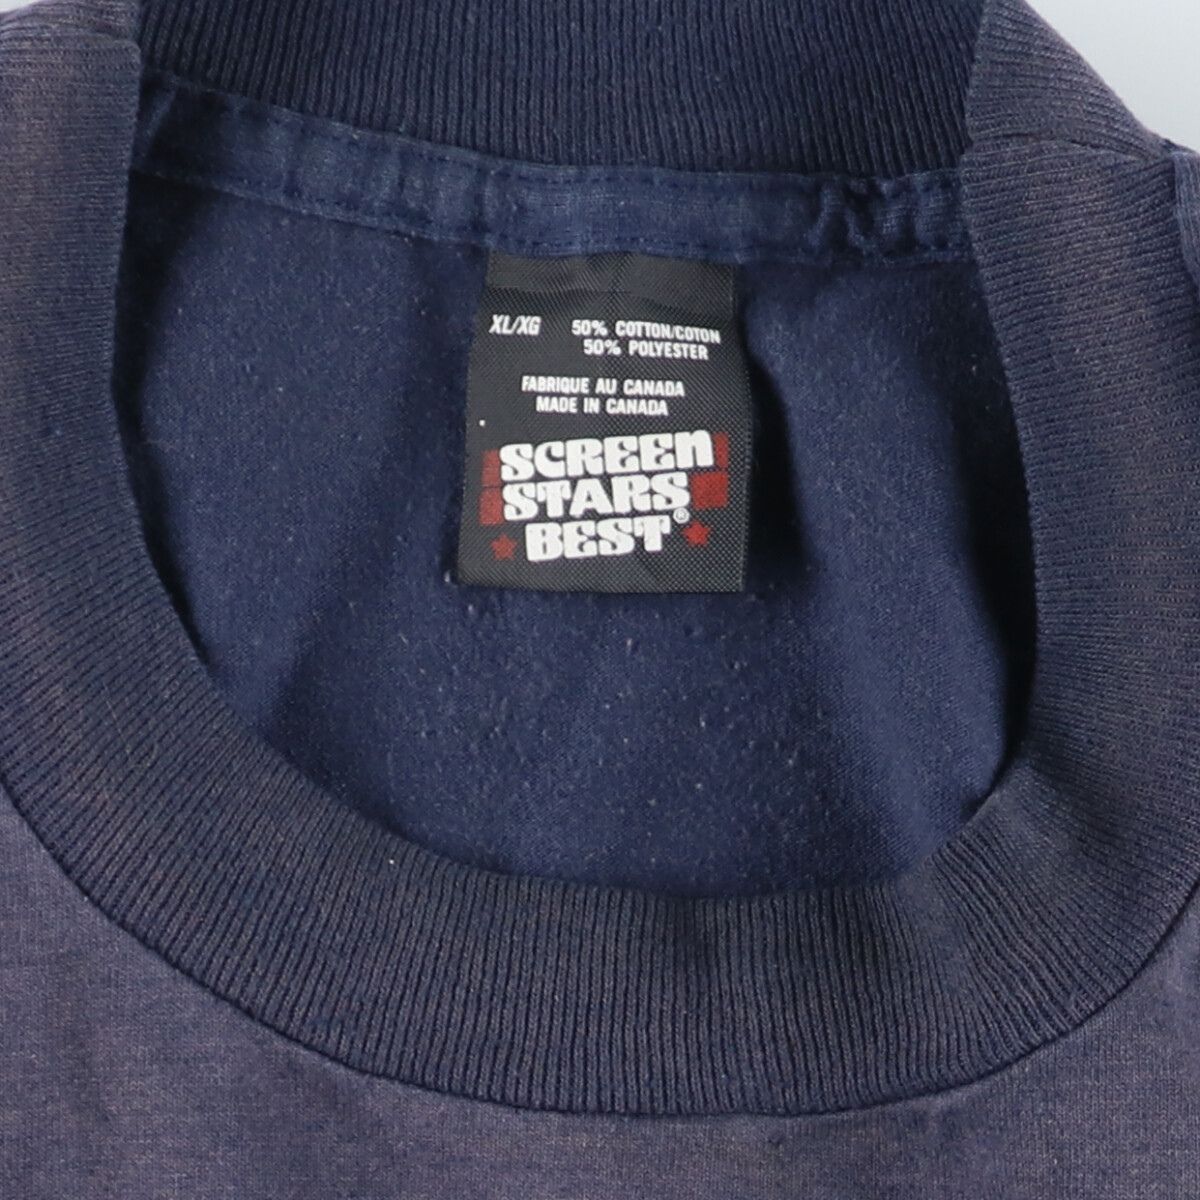 XL/XG 50% COTTON/COTON
50% POLYESTER
FABRIQUE AU CANADA
MADE IN CANADA
SCREEN
STARS
BEST®